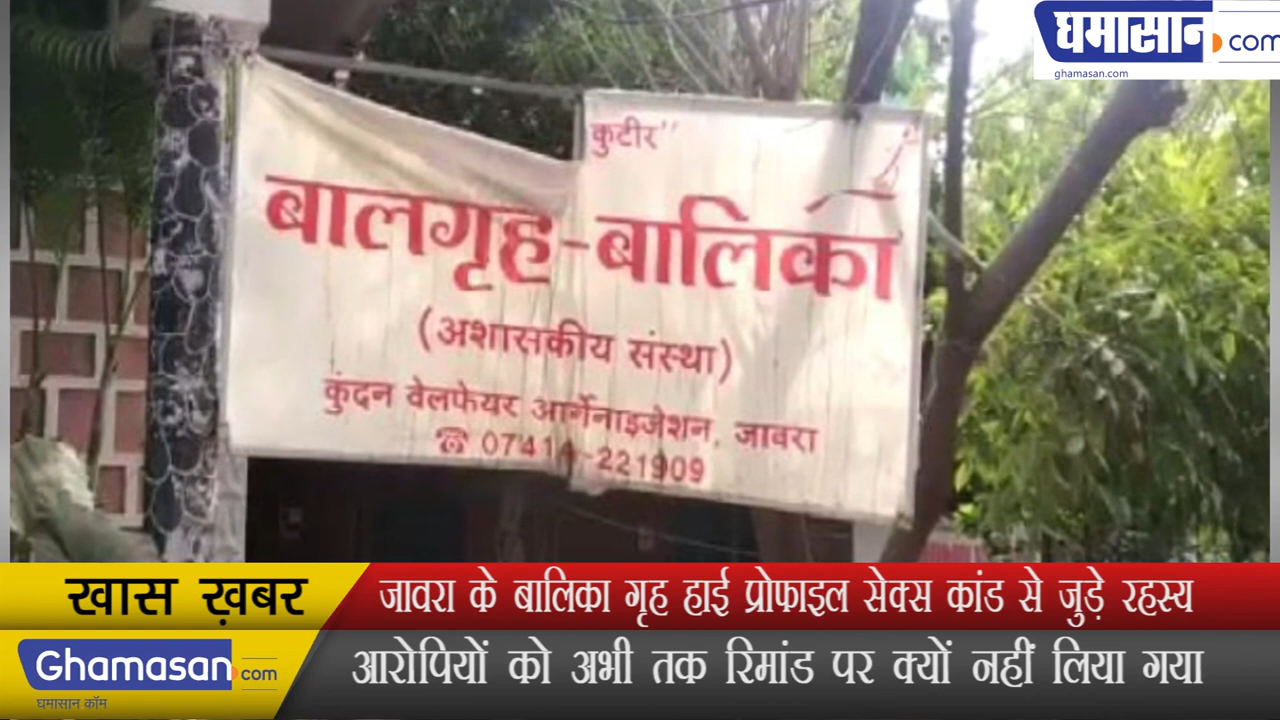 घमासान.com
ghamasan.com
कुटीर"
बालगृह-बालिका
(अशासकीय संस्था)
कुंदन वेलफेयर आर्गेनाइजेशन, जावरा
☎ 07414-221909
खास ख़बर
जावरा के बालिका गृह हाई प्रोफाइल सेक्स कांड से जुड़े रहस्य
Ghamasan.com
आरोपियों को अभी तक रिमांड पर क्यों नहीं लिया गया
घमासान कॉम